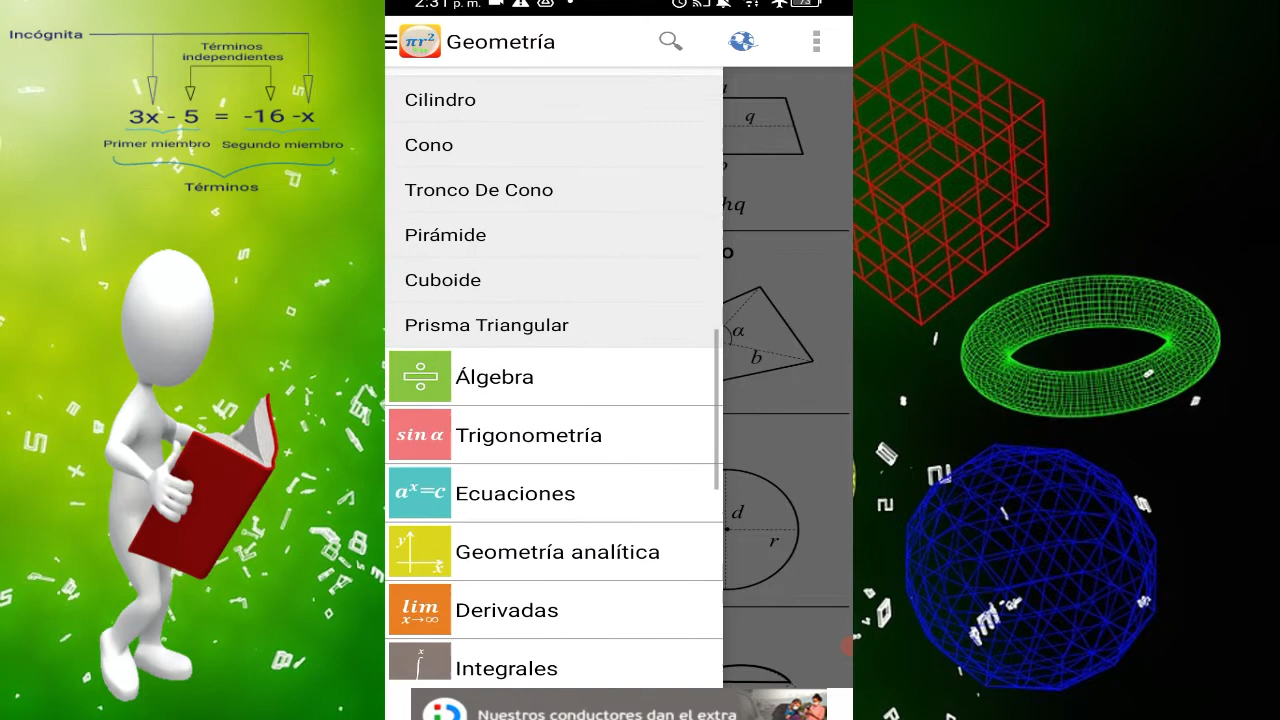 Incógnita
Términos
independientes
3x - 5 = -16 -x
Primer miembro Segundo miembro
Términos
2:31 p. m.
73
πr²
Geometría
Cilindro
Cono
Tronco De Cono
Pirámide
Cuboide
Prisma Triangular
Álgebra
sin α Trigonometría
aˣ=c Ecuaciones
y x Geometría analítica
lim x→∞ Derivadas
∫ x Integrales
q
hq
o
α
b
d
r
Nuestros conductores dan el extra